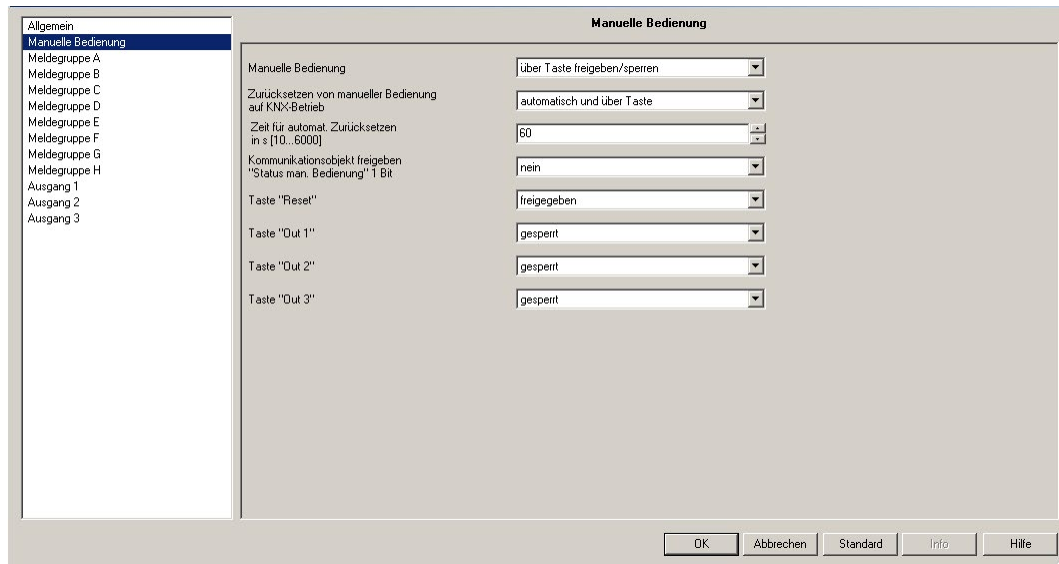 Allgemein
Manuelle Bedienung
Meldegruppe A
Meldegruppe B
Meldegruppe C
Meldegruppe D
Meldegruppe E
Meldegruppe F
Meldegruppe G
Meldegruppe H
Ausgang 1
Ausgang 2
Ausgang 3
Manuelle Bedienung
Manuelle Bedienung über Taste freigeben/sperren
Zurücksetzen von manueller Bedienung
auf KNX-Betrieb automatisch und über Taste
Zeit für automat. Zurücksetzen
in s [10...6000] 60
Kommunikationsobjekt freigeben
"Status man. Bedienung" 1 Bit nein
Taste "Reset" freigegeben
Taste "Out 1" gesperrt
Taste "Out 2" gesperrt
Taste "Out 3" gesperrt
OK Abbrechen Standard Info Hilfe